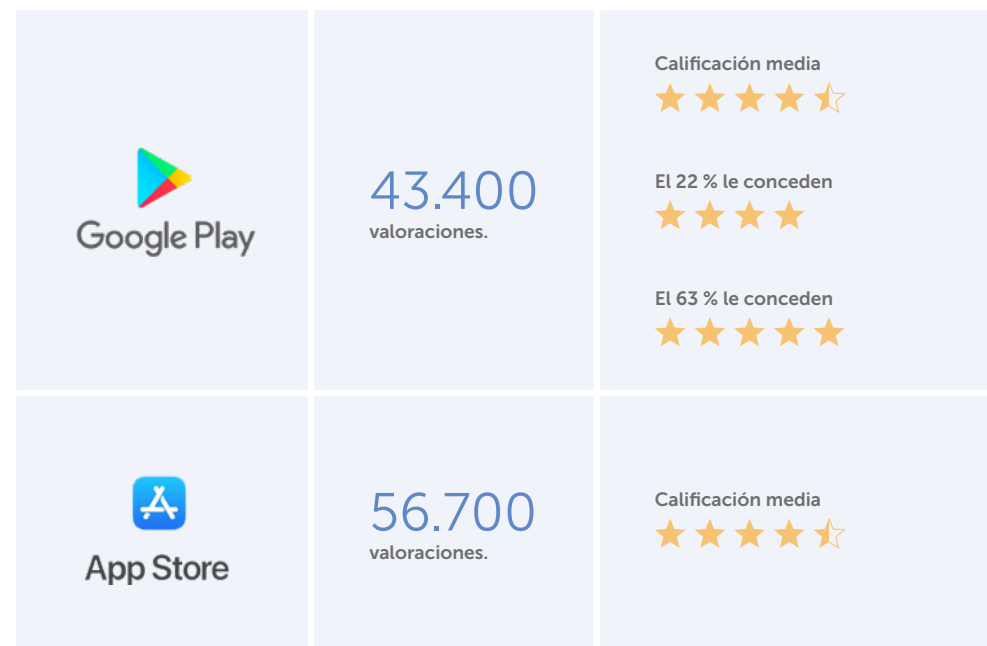 Google Play
43.400
valoraciones.
Calificación media
El 22 % le conceden
El 63 % le conceden
App Store
56.700
valoraciones.
Calificación media